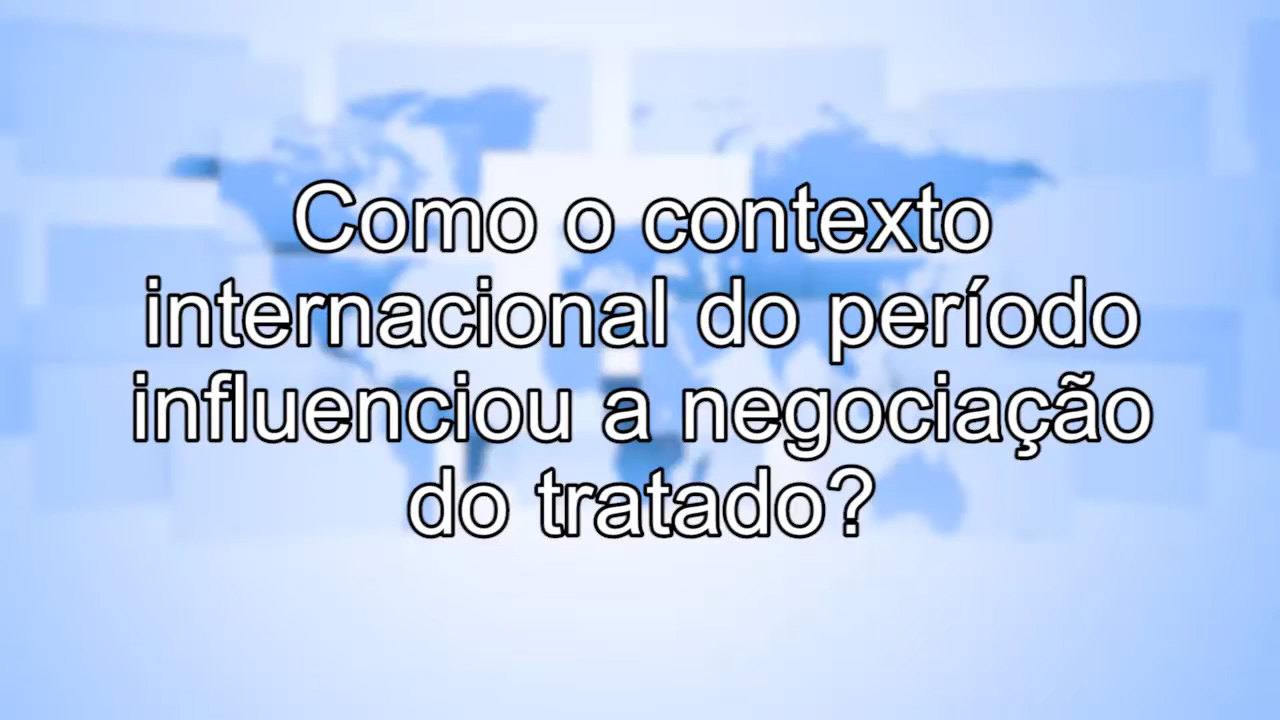 Como o contexto
internacional do período
influenciou a negociação
do tratado?